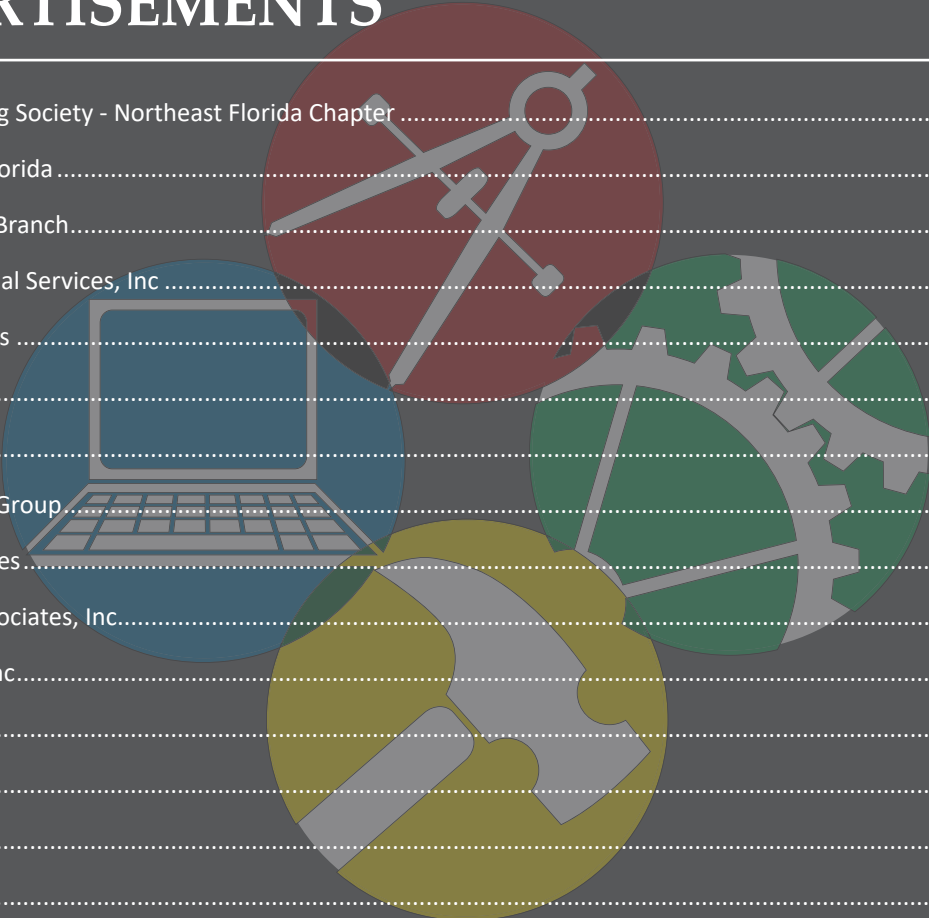 RTISEMENTS
g Society - Northeast Florida Chapter ..........................................................................................
orida ..........................................................................................
Branch..........................................................................................
al Services, Inc ..........................................................................................
s ..........................................................................................
..........................................................................................
..........................................................................................
Group..........................................................................................
es..........................................................................................
ociates, Inc..........................................................................................
nc..........................................................................................
..........................................................................................
..........................................................................................
..........................................................................................
..........................................................................................